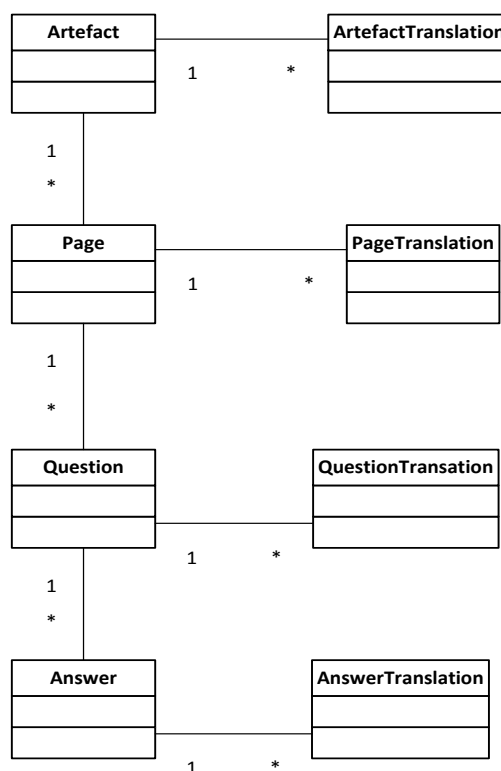 Artefact ArtefactTranslation
1 *
1
*
Page PageTranslation
1 *
1
*
Question QuestionTransation
1 *
1
*
Answer AnswerTranslation
1 *